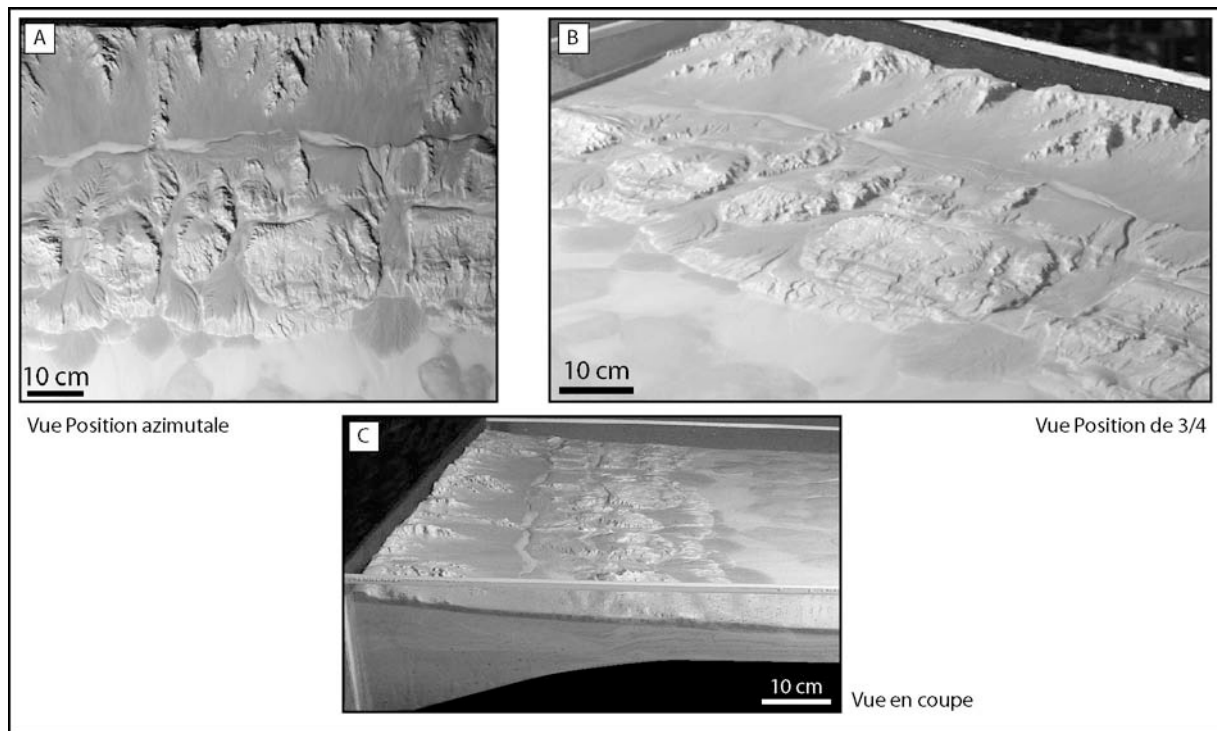 A
B
10 cm
10 cm
Vue Position azimutale
Vue Position de 3/4
C
10 cm
Vue en coupe